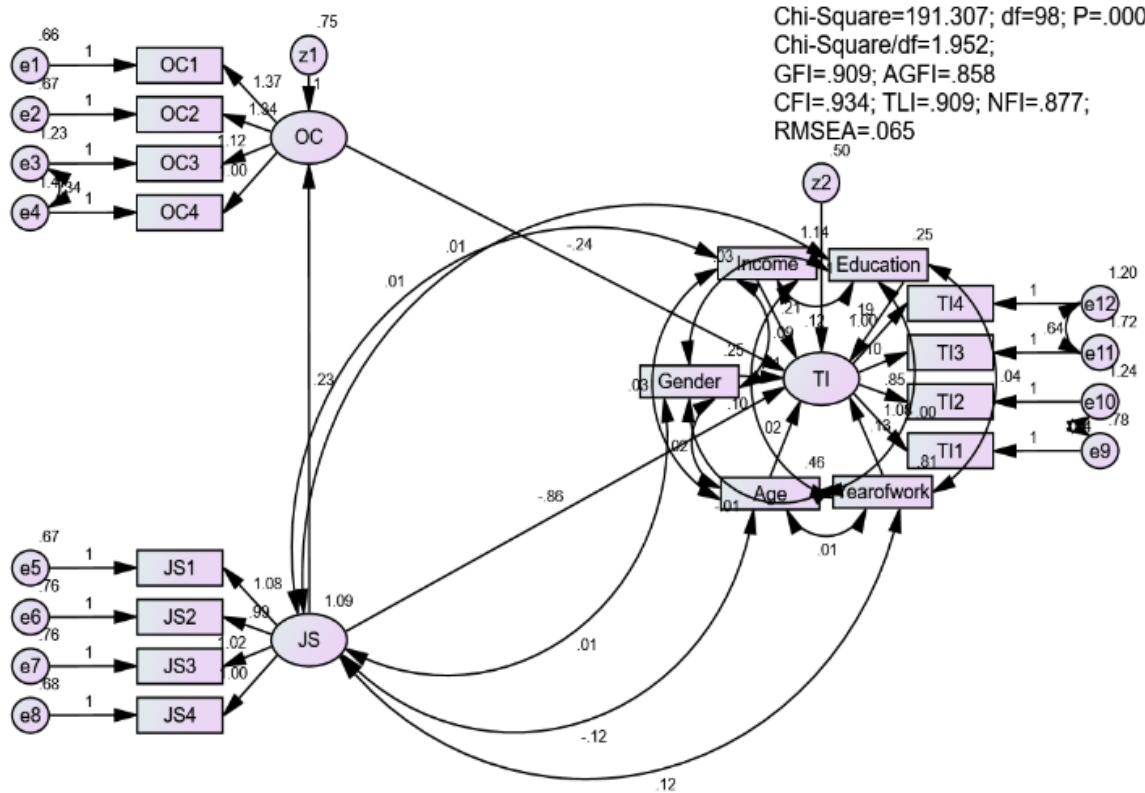 Chi-Square=191.307; df=98; P=.000
Chi-Square/df=1.952;
GFI=.909; AGFI=.858
CFI=.934; TLI=.909; NFI=.877;
RMSEA=.065
.66
e1
1
OC1
.67
e2
1
OC2
1.23
e3
1
OC3
e4
1
OC4
1.37
1.12
.75
z1
1
OC
.50
z2
.01
.01
-.24
.23
-.86
.03
Income
1.14
Education
.25
.21
.09
.12
.19
1.00
.25
Gender
.03
.10
TI
.02
.02
.85
.00
.13
.04
TI4
1
e12
1.20
TI3
1
e11
1.72
.64
TI2
1
e10
1.24
TI1
1
e9
.78
.46
Age
-.01
.81
Yearofwork
.01
.67
e5
1
JS1
.76
e6
1
JS2
.76
e7
1
JS3
.68
e8
1
JS4
1.08
.99
1.02
1.00
1.09
JS
.01
-.12
.12